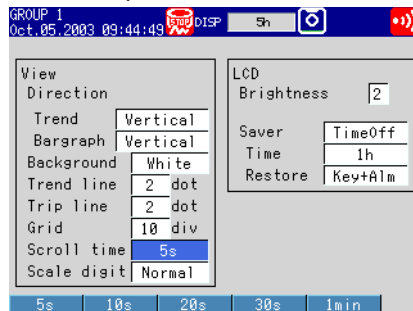 GROUP 1
Oct.05.2003 09:44:49 STOP DISP 5h
View
Direction
Trend Vertical
Bargraph Vertical
Background White
Trend line 2 dot
Trip line 2 dot
Grid 10 div
Scroll time 5s
Scale digit Normal
LCD
Brightness 2
Saver TimeOff
Time 1h
Restore Key+Alm
5s 10s 20s 30s 1min